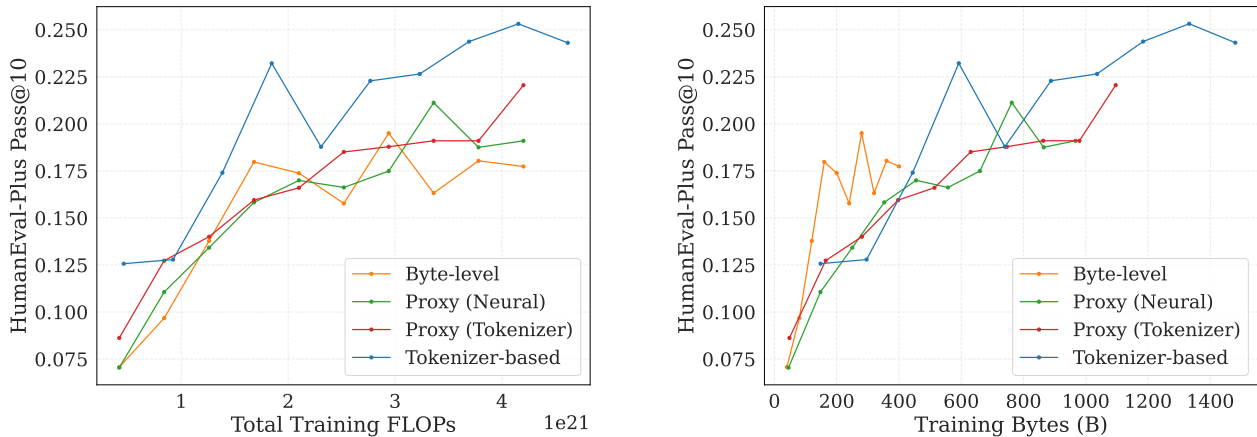 HumanEval-Plus Pass@10
0.250
0.225
0.200
0.175
0.150
0.125
0.100
0.075
1
2
3
4
1e21
Total Training FLOPs
Byte-level
Proxy (Neural)
Proxy (Tokenizer)
Tokenizer-based
HumanEval-Plus Pass@10
0.250
0.225
0.200
0.175
0.150
0.125
0.100
0.075
0
200
400
600
800
1000
1200
1400
Training Bytes (B)
Byte-level
Proxy (Neural)
Proxy (Tokenizer)
Tokenizer-based